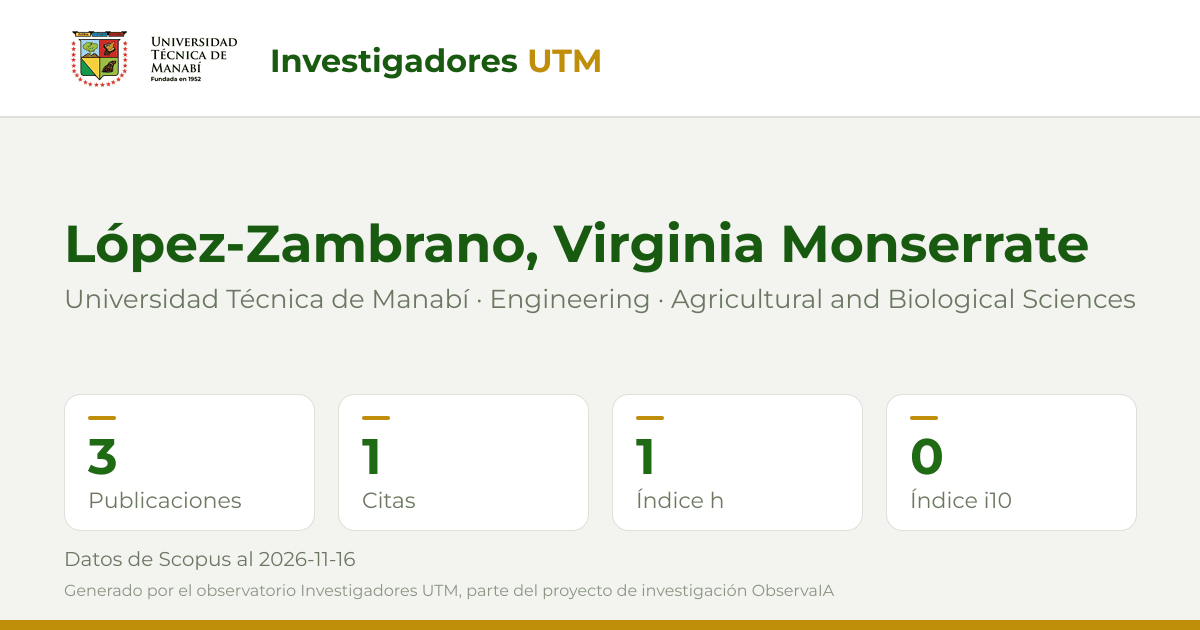 UNIVERSIDAD
TÉCNICA DE
MANABÍ
Fundada en 1952
Investigadores UTM
López-Zambrano, Virginia Monserrate
Universidad Técnica de Manabí · Engineering · Agricultural and Biological Sciences
3
Publicaciones
1
Citas
1
Índice h
0
Índice i10
Datos de Scopus al 2026-11-16
Generado por el observatorio Investigadores UTM, parte del proyecto de investigación ObservaIA